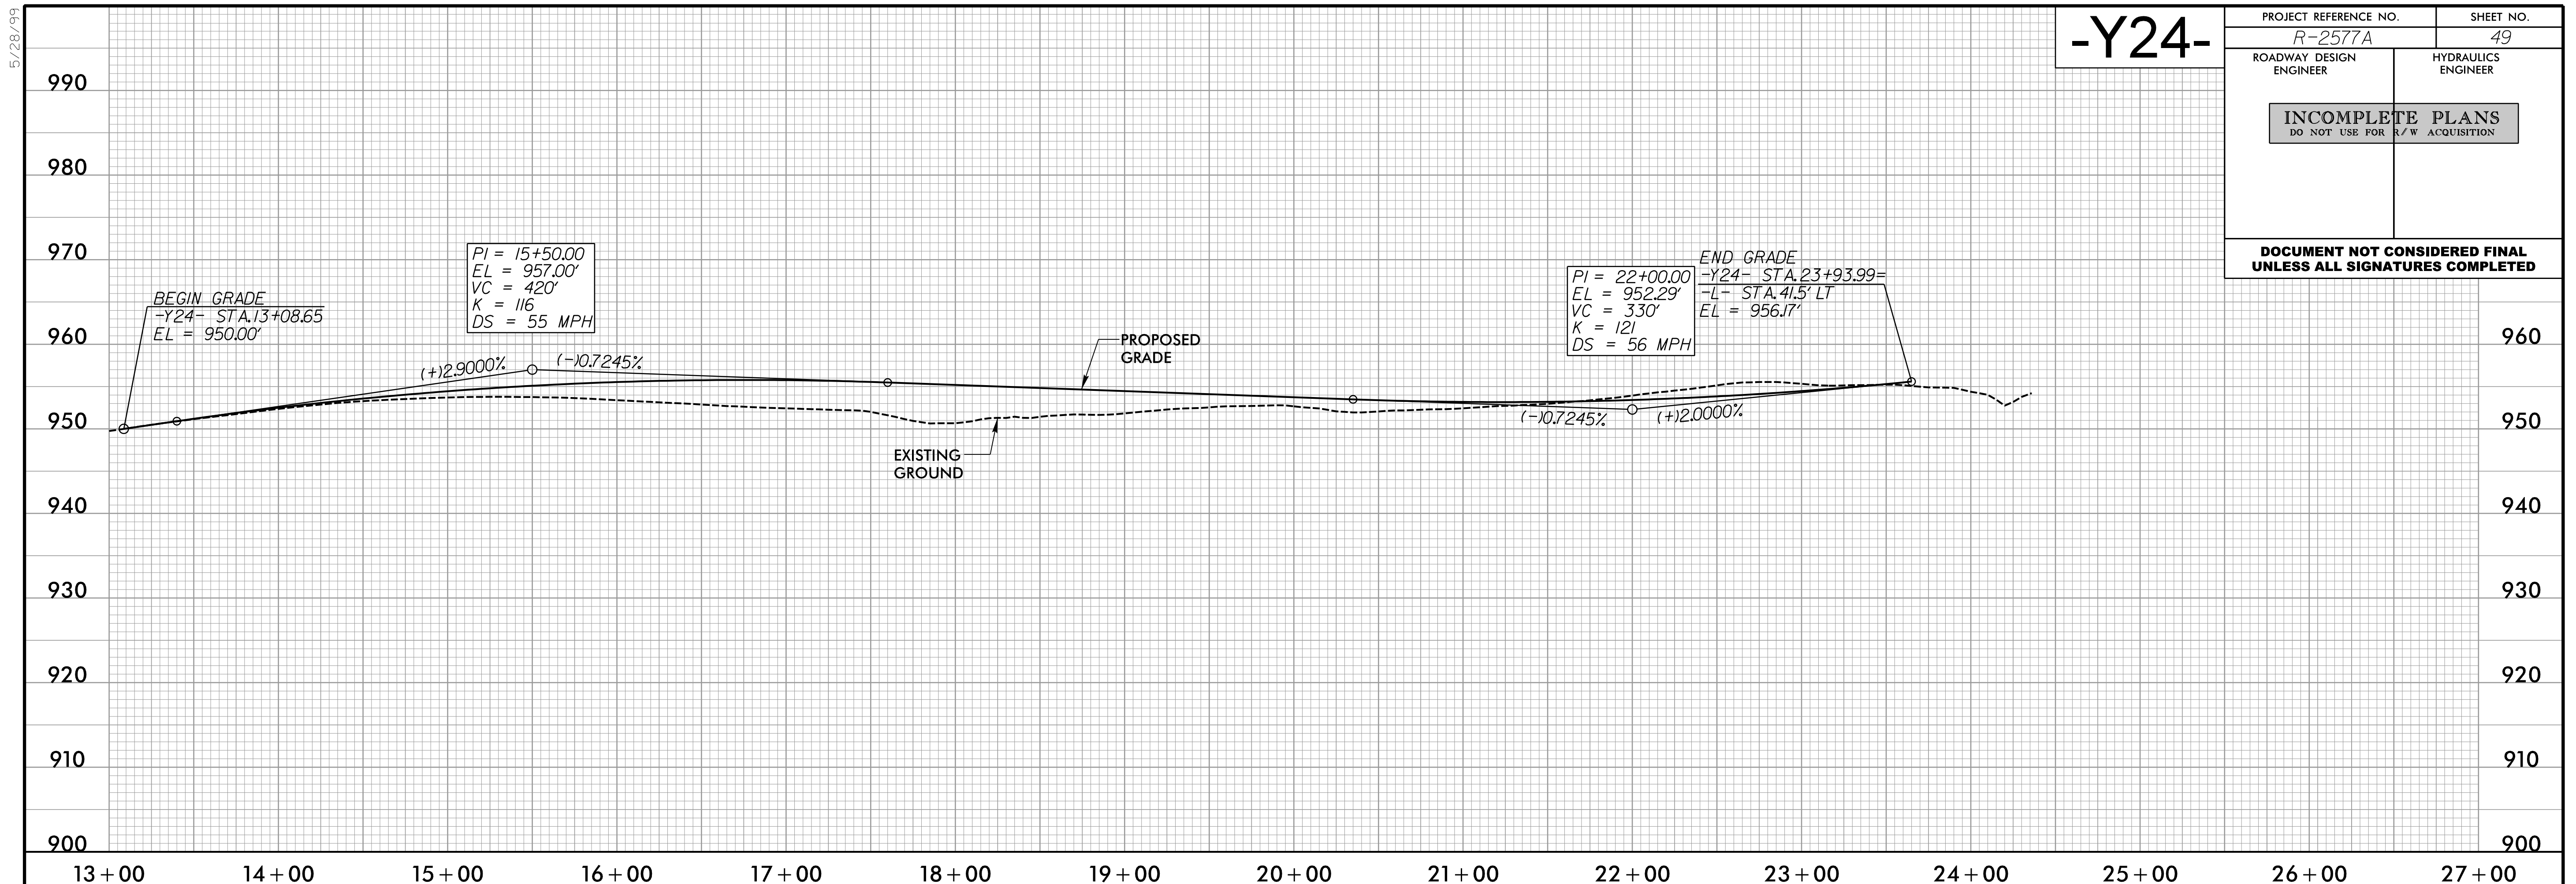 5/28/99
-Y24-
PROJECT REFERENCE NO.
SHEET NO.
R-2577A
49
ROADWAY DESIGN
ENGINEER
HYDRAULICS
ENGINEER
INCOMPLETE PLANS
DO NOT USE FOR R/W ACQUISITION
DOCUMENT NOT CONSIDERED FINAL
UNLESS ALL SIGNATURES COMPLETED
990
980
970
960
950
940
930
920
910
900
BEGIN GRADE
-Y24- STA.13+08.65
EL = 950.00'
PI = 15+50.00
EL = 957.00'
VC = 420'
K = 116
DS = 55 MPH
(+)2.9000%
(-)0.7245%
PROPOSED
GRADE
EXISTING
GROUND
PI = 22+00.00
EL = 952.29'
VC = 330'
K = 121
DS = 56 MPH
END GRADE
-Y24- STA.23+93.99=
-L- STA.41.5' LT
EL = 956.17'
(-)0.7245%
(+)2.0000%
960
950
940
930
920
910
900
13+00 14+00 15+00 16+00 17+00 18+00 19+00 20+00 21+00 22+00 23+00 24+00 25+00 26+00 27+00